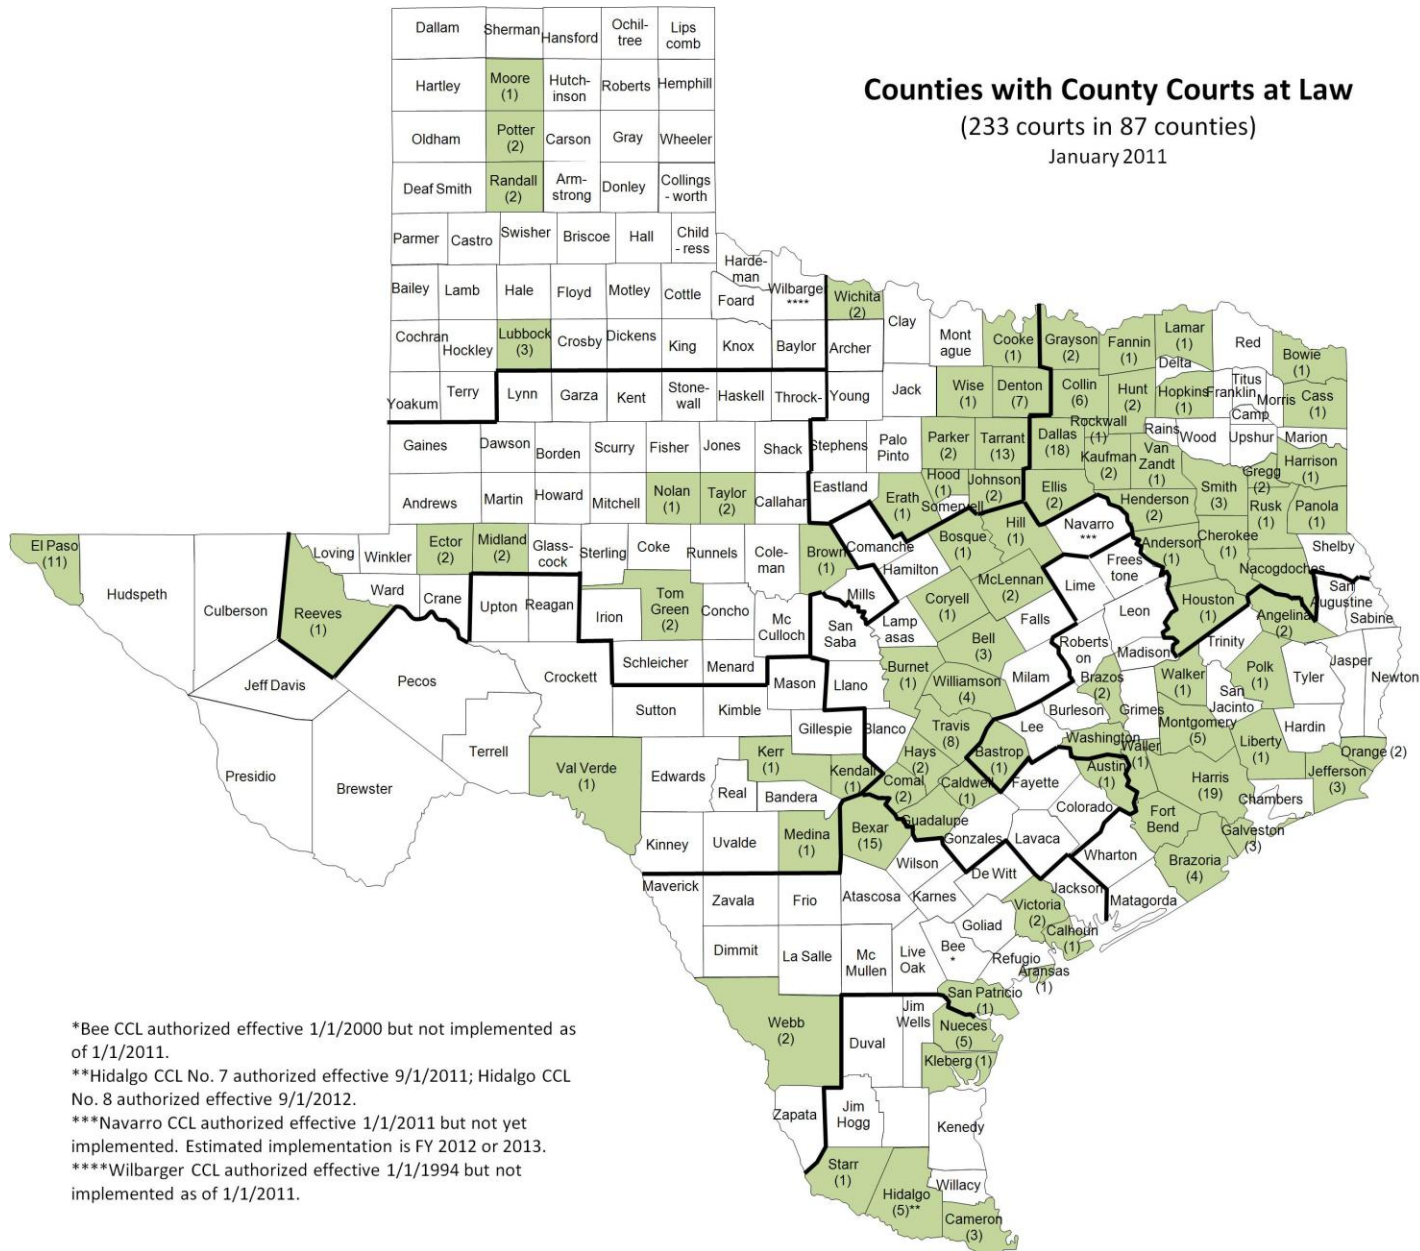 Counties with County Courts at Law
(233 courts in 87 counties)
January 2011
Dallam
Sherman
Hansford
Ochil-
tree
Lips
comb
Hartley
Moore
(1)
Hutch-
inson
Roberts
Hemphill
Oldham
Potter
(2)
Carson
Gray
Wheeler
Deaf Smith
Randall
(2)
Arm-
strong
Donley
Collings
- worth
Parmer
Castro
Swisher
Briscoe
Hall
Child
- ress
Bailey
Lamb
Hale
Floyd
Motley
Cottle
Harde-
man
Foard
Wilbarge
****
Wichita
(2)
Clay
Mont
ague
Cooke
(1)
Grayson
(2)
Fannin
(1)
Lamar
(1)
Red
Bowie
(1)
Cochran
Hockley
Lubbock
(3)
Crosby
Dickens
King
Knox
Baylor
Archer
Delta
Yoakum
Terry
Lynn
Garza
Kent
Stone-
wall
Haskell
Throck-
Young
Jack
Wise
(1)
Denton
(7)
Collin
(6)
Hunt
(2)
Hopkins
(1)
Franklin
Titus
Morris
Camp
Cass
(1)
Gaines
Dawson
Borden
Scurry
Fisher
Jones
Shack
Stephens
Palo
Pinto
Parker
(2)
Tarrant
(13)
Dallas
(18)
Rockwall
(1)
Kaufman
(2)
Rains
Van
Zandt
(1)
Wood
Upshur
Marion
Harrison
(1)
Andrews
Martin
Howard
Mitchell
Nolan
(1)
Taylor
(2)
Callahan
Eastland
Erath
(1)
Hood
(1)
Somervell
Johnson
(2)
Ellis
(2)
Henderson
(2)
Smith
(3)
Gregg
(2)
Rusk
(1)
Panola
(1)
El Paso
(11)
Hudspeth
Culberson
Reeves
(1)
Loving
Winkler
Ector
(2)
Midland
(2)
Glass-
cock
Sterling
Coke
Runnels
Cole-
man
Brown
(1)
Comanche
Hamilton
Bosque
(1)
Hill
(1)
Navarro
***
Anderson
(1)
Cherokee
(1)
Nacogdoches
Shelby
Ward
Crane
Upton
Reagan
Irion
Tom
Green
(2)
Concho
Mc
Culloch
Mills
San
Saba
Lamp
asas
Coryell
(1)
McLennan
(2)
Lime
Frees
tone
Falls
Leon
Houston
(1)
Angelina
(2)
San
Augustine
Sabine
Jeff Davis
Pecos
Crockett
Schleicher
Menard
Mason
Llano
Burnet
(1)
Bell
(3)
Williamson
(4)
Milam
Roberts
on
Madison
Trinity
Polk
(1)
Tyler
Jasper
Newton
Presidio
Brewster
Terrell
Sutton
Kimble
Gillespie
Blanco
Travis
(8)
Lee
Burleson
Brazos
(2)
Grimes
Walker
(1)
San
Jacinto
Montgomery
(5)
Liberty
(1)
Hardin
Orange (2)
Val Verde
(1)
Edwards
Kerr
(1)
Real
Bandera
Kendall
(1)
Hays
(2)
Comal
(2)
Caldwell
(1)
Bastrop
(1)
Fayette
Washington
Waller
(1)
Austin
(1)
Harris
(19)
Chambers
Jefferson
(3)
Kinney
Uvalde
Medina
(1)
Bexar
(15)
Guadalupe
Gonzales
Lavaca
Colorado
Fort
Bend
Galveston
(3)
Brazoria
(4)
Wharton
Wilson
Maverick
Zavala
Frio
Atascosa
Karnes
De Witt
Jackson
Matagorda
Victoria
(2)
Goliad
Calhoun
(1)
Dimmit
La Salle
Mc
Mullen
Live
Oak
Bee
*
Refugio
Aransas
(1)
San Patricio
(1)
Webb
(2)
Duval
Jim
Wells
Nueces
(5)
Kleberg (1)
Zapata
Jim
Hogg
Kenedy
Starr
(1)
Hidalgo
(5)**
Willacy
Cameron
(3)
*Bee CCL authorized effective 1/1/2000 but not implemented as
of 1/1/2011.
**Hidalgo CCL No. 7 authorized effective 9/1/2011; Hidalgo CCL
No. 8 authorized effective 9/1/2012.
***Navarro CCL authorized effective 1/1/2011 but not yet
implemented. Estimated implementation is FY 2012 or 2013.
****Wilbarger CCL authorized effective 1/1/1994 but not
implemented as of 1/1/2011.